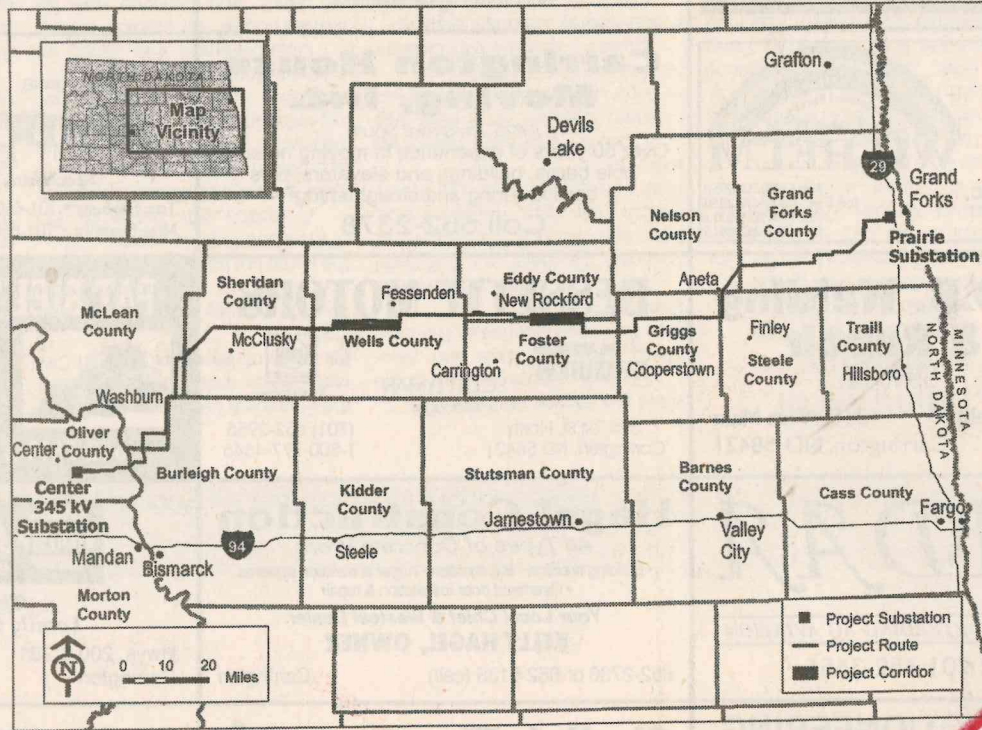 NORTH DAKOTA
Map
Vicinity
Grafton
Devils
Lake
29
Grand
Forks
Nelson
County
Grand
Forks
County
Prairie
Substation
Sheridan
County
Fessenden
Eddy County
New Rockford
Aneta
McLean
County
McClusky
Wells County
Foster
County
Griggs
County
Cooperstown
Finley
Steele
County
Traill
County
Hillsboro
NORTH DAKOTA
MINNESOTA
Carrington
Washburn
Oliver
County
Center
Center
345 kV
Substation
Burleigh County
Kidder
County
Stutsman County
Barnes
County
Cass County
Jamestown
Valley
City
Fargo
94
Steele
Mandan
Bismarck
Morton
County
N
0 10 20
Miles
Project Substation
Project Route
Project Corridor